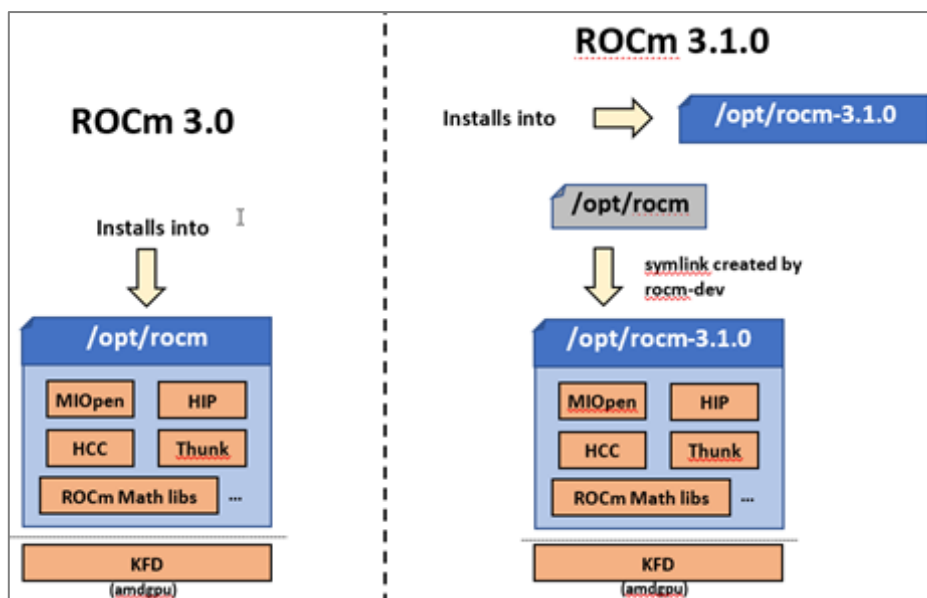 ROCm 3.0
Installs into
/opt/rocm
MIOpen
HIP
HCC
Thunk
ROCm Math libs
...
KFD
(amdgpu)
ROCm 3.1.0
Installs into
/opt/rocm-3.1.0
/opt/rocm
symlink created by
rocm-dev
/opt/rocm-3.1.0
MIOpen
HIP
HCC
Thunk
ROCm Math libs
...
KFD
(amdgpu)